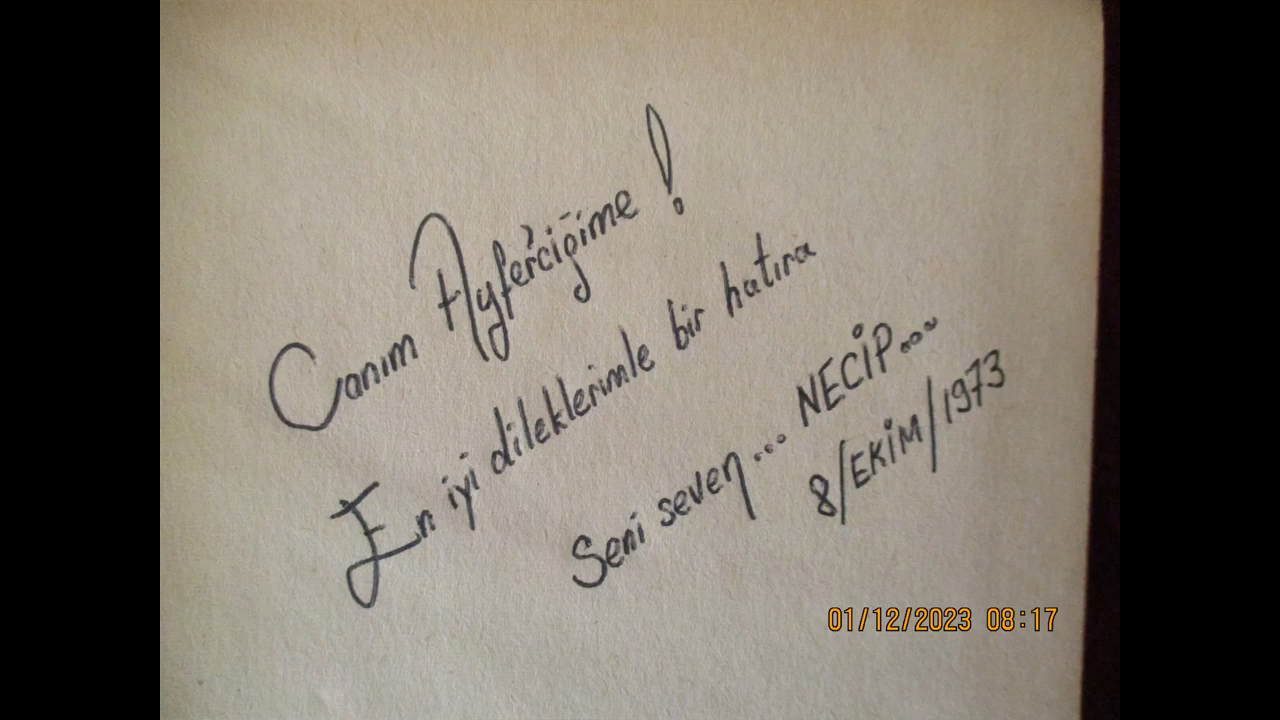 Canım Ayferciğime!
En iyi dileklerimle bir hatıra
Seni seven... NECİP...
8/EKİM/1973
01/12/2023 08:17